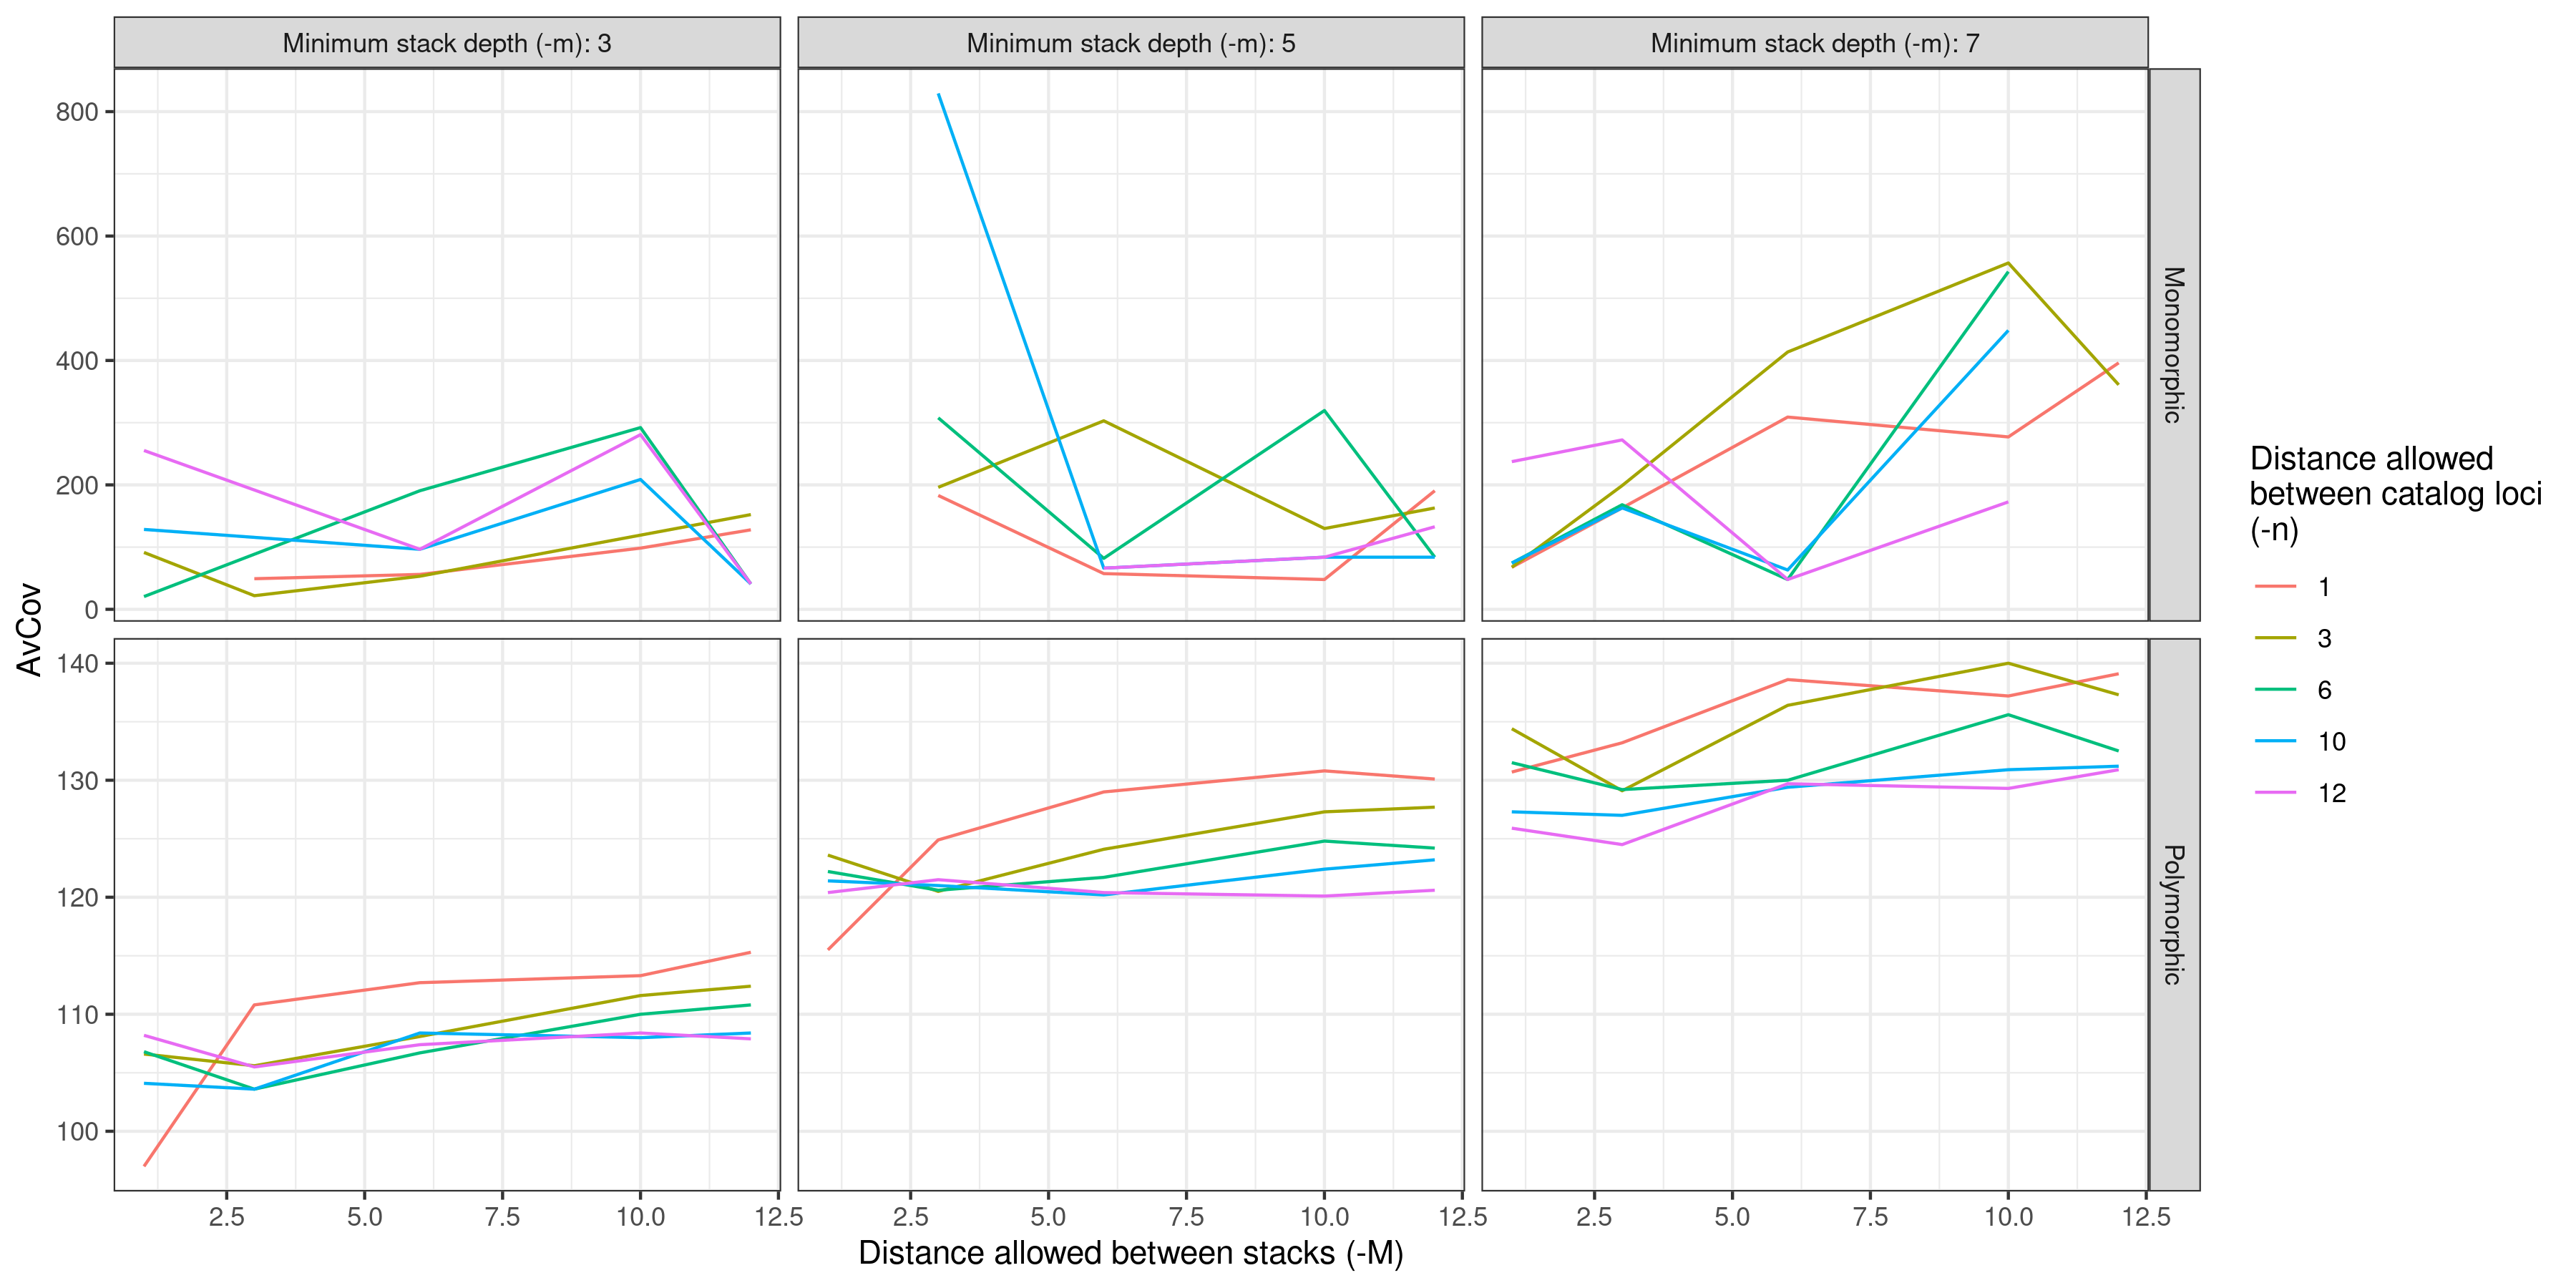 Minimum stack depth (-m): 3
Minimum stack depth (-m): 5
Minimum stack depth (-m): 7
800
600
400
200
0
Monomorphic
140
130
120
110
100
Polymorphic
AvCov
2.5 5.0 7.5 10.0 12.5
2.5 5.0 7.5 10.0 12.5
2.5 5.0 7.5 10.0 12.5
Distance allowed between stacks (-M)
Distance allowed
between catalog loci
(-n)
1
3
6
10
12